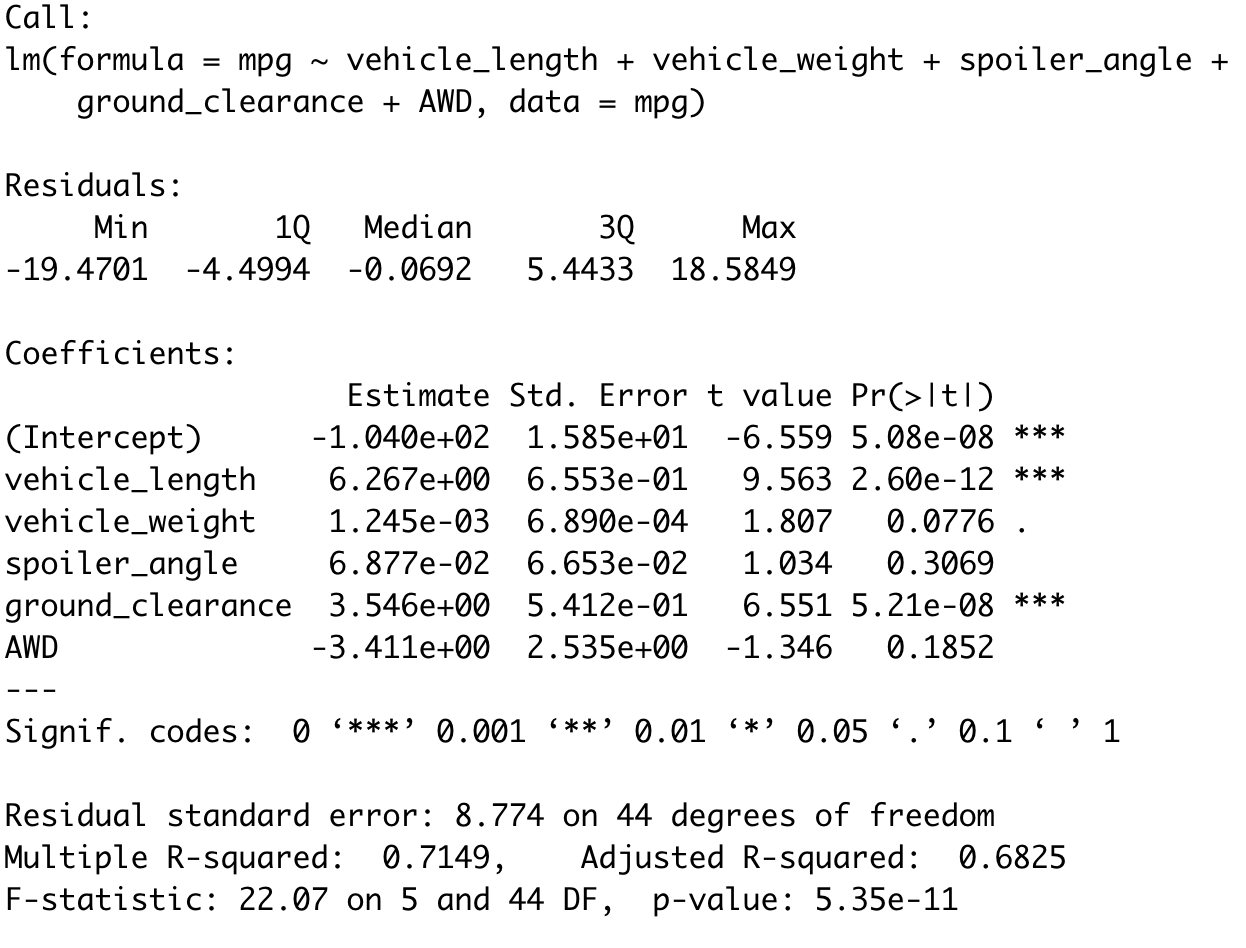 Call:
lm(formula = mpg ~ vehicle_length + vehicle_weight + spoiler_angle +
    ground_clearance + AWD, data = mpg)

Residuals:
     Min       1Q   Median       3Q      Max
-19.4701  -4.4994  -0.0692   5.4433  18.5849

Coefficients:
                   Estimate Std. Error t value Pr(>|t|)
(Intercept)      -1.040e+02  1.585e+01  -6.559 5.08e-08 ***
vehicle_length    6.267e+00  6.553e-01   9.563 2.60e-12 ***
vehicle_weight    1.245e-03  6.890e-04   1.807   0.0776 .
spoiler_angle     6.877e-02  6.653e-02   1.034   0.3069
ground_clearance  3.546e+00  5.412e-01   6.551 5.21e-08 ***
AWD              -3.411e+00  2.535e+00  -1.346   0.1852
---
Signif. codes:  0 ‘***’ 0.001 ‘**’ 0.01 ‘*’ 0.05 ‘.’ 0.1 ‘ ’ 1

Residual standard error: 8.774 on 44 degrees of freedom
Multiple R-squared:  0.7149,    Adjusted R-squared:  0.6825
F-statistic: 22.07 on 5 and 44 DF,  p-value: 5.35e-11